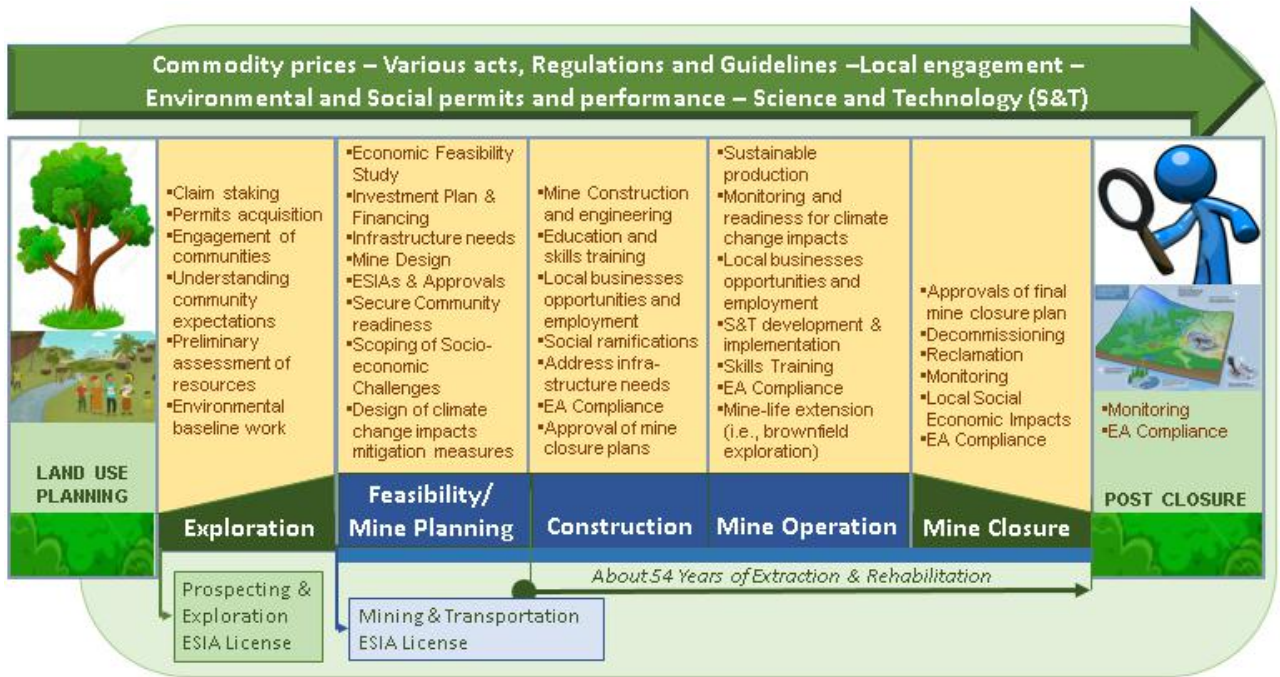 Commodity prices – Various acts, Regulations and Guidelines –Local engagement –
Environmental and Social permits and performance – Science and Technology (S&T)
LAND USE
PLANNING
▪Claim staking
▪Permits acquisition
▪Engagement of
communities
▪Understanding
community
expectations
▪Preliminary
assessment of
resources
▪Environmental
baseline work
Exploration
▪Economic Feasibility
Study
▪Investment Plan &
Financing
▪Infrastructure needs
▪Mine Design
▪ESIAs & Approvals
▪Secure Community
readiness
▪Scoping of Socio-
economic
Challenges
▪Design of climate
change impacts
mitigation measures
Feasibility/
Mine Planning
▪Mine Construction
and engineering
▪Education and
skills training
▪Local businesses
opportunities and
employment
▪Social ramifications
▪Address infra-
structure needs
▪EA Compliance
▪Approval of mine
closure plans
Construction
▪Sustainable
production
▪Monitoring and
readiness for climate
change impacts
▪Local businesses
opportunities and
employment
▪S&T development &
implementation
▪Skills Training
▪EA Compliance
▪Mine-life extension
(i.e., brownfield
exploration)
Mine Operation
▪Approvals of final
mine closure plan
▪Decommissioning
▪Reclamation
▪Monitoring
▪Local Social
Economic Impacts
▪EA Compliance
Mine Closure
▪Monitoring
▪EA Compliance
POST CLOSURE
About 54 Years of Extraction & Rehabilitation
Prospecting &
Exploration
ESIA License
Mining & Transportation
ESIA License